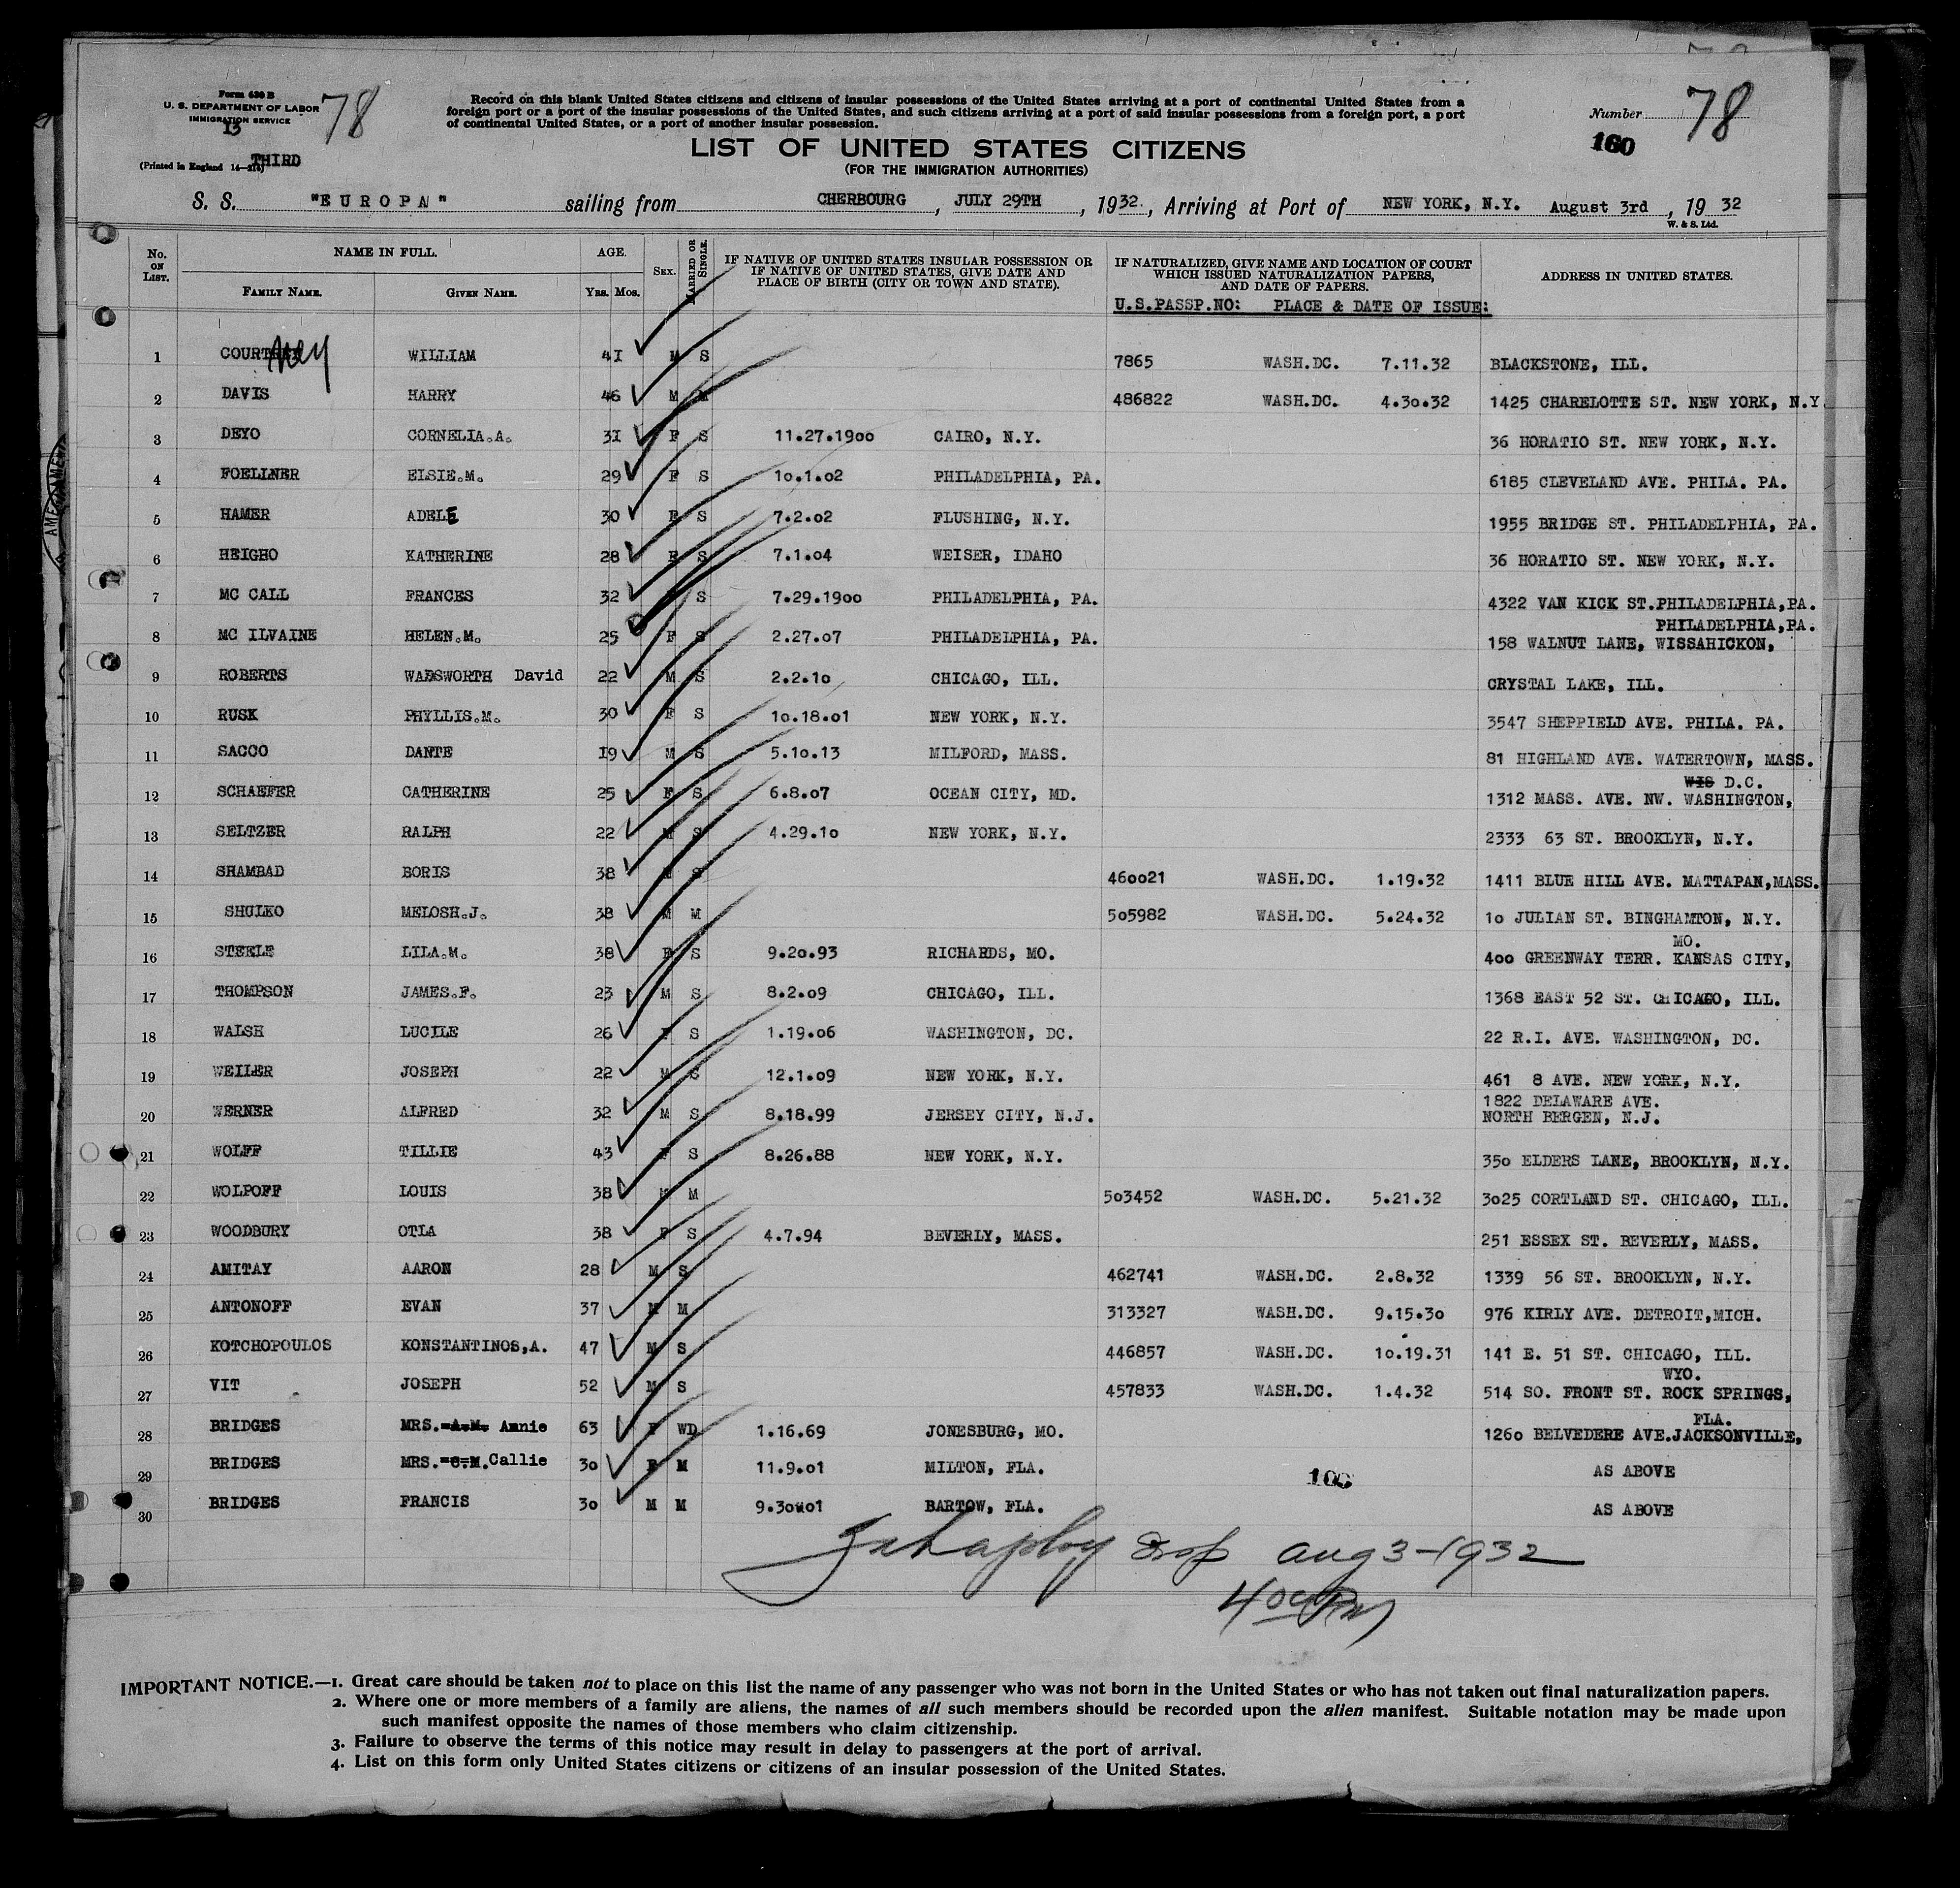 Form 630 B
U. S. DEPARTMENT OF LABOR
IMMIGRATION SERVICE
13
78
THIRD
Record on this blank United States citizens and citizens of insular possessions of the United States arriving at a port of continental United States from a
foreign port or a port of the insular possessions of the United States, and such citizens arriving at a port of said insular possessions from a foreign port, a port
of continental United States, or a port of another insular possession.
Number 78
160
LIST OF UNITED STATES CITIZENS
(FOR THE IMMIGRATION AUTHORITIES)
S. S. "EUROPA" sailing from CHERBOURG, JULY 29TH, 1932., Arriving at Port of NEW YORK, N.Y. August 3rd, 19 32
W. & S. Ltd.
No. ON LIST. NAME IN FULL. FAMILY NAME. GIVEN NAME. AGE. YRS. MOS. SEX. MARRIED OR SINGLE. IF NATIVE OF UNITED STATES INSULAR POSSESSION OR IF NATIVE OF UNITED STATES, GIVE DATE AND PLACE OF BIRTH (CITY OR TOWN AND STATE). IF NATURALIZED, GIVE NAME AND LOCATION OF COURT WHICH ISSUED NATURALIZATION PAPERS, AND DATE OF PAPERS. ADDRESS IN UNITED STATES.
U.S.PASSP.NO: PLACE & DATE OF ISSUE:
1 COURTney WILLIAM 41 M S 7865 WASH.DC. 7.11.32 BLACKSTONE, ILL.
2 DAVIS HARRY 46 M M 486822 WASH.DC. 4.30.32 1425 CHARELOTTE ST. NEW YORK, N.Y.
3 DEYO CORNELIA.A. 31 F S 11.27.1900 CAIRO, N.Y. 36 HORATIO ST. NEW YORK, N.Y.
4 FOELLNER ELSIE.M. 29 F S 10.1.02 PHILADELPHIA, PA. 6185 CLEVELAND AVE. PHILA. PA.
5 HAMER ADELE 30 F S 7.2.02 FLUSHING, N.Y. 1955 BRIDGE ST. PHILADELPHIA, PA.
6 HEIGHO KATHERINE 28 F S 7.1.04 WEISER, IDAHO 36 HORATIO ST. NEW YORK, N.Y.
7 MC CALL FRANCES 32 S 7.29.1900 PHILADELPHIA, PA. 4322 VAN KICK ST.PHILADELPHIA,PA.
PHILADELPHIA,PA.
8 MC ILVAINE HELEN.M. 25 F S 2.27.07 PHILADELPHIA, PA. 158 WALNUT LANE, WISSAHICKON,
9 ROBERTS WADSWORTH David 22 M S 2.2.10 CHICAGO, ILL. CRYSTAL LAKE, ILL.
10 RUSK PHYLLIS.M. 30 F S 10.18.01 NEW YORK, N.Y. 3547 SHEPPIELD AVE. PHILA. PA.
11 SACCO DANTE 19 M S 5.10.13 MILFORD, MASS. 81 HIGHLAND AVE. WATERTOWN, MASS.
WIS D.C.
12 SCHAEFER CATHERINE 25 F S 6.8.07 OCEAN CITY, MD. 1312 MASS. AVE. NW. WASHINGTON,
13 SELTZER RALPH 22 M S 4.29.10 NEW YORK, N.Y. 2333 63 ST. BROOKLYN, N.Y.
14 SHAMBAD BORIS 38 M S 460021 WASH.DC. 1.19.32 1411 BLUE HILL AVE. MATTAPAN,MASS.
15 SHULKO MELOSH.J. 38 M M 505982 WASH.DC. 5.24.32 10 JULIAN ST. BINGHAMTON, N.Y.
MO.
16 STEELE LILA.M. 38 F S 9.20.93 RICHARDS, MO. 400 GREENWAY TERR. KANSAS CITY,
17 THOMPSON JAMES.F. 23 M S 8.2.09 CHICAGO, ILL. 1368 EAST 52 ST. CHICAGO, ILL.
18 WALSH LUCILE 26 F S 1.19.06 WASHINGTON, DC. 22 R.I. AVE. WASHINGTON, DC.
19 WEILER JOSEPH 22 M S 12.1.09 NEW YORK, N.Y. 461 8 AVE. NEW YORK, N.Y.
1822 DELAWARE AVE.
20 WERNER ALFRED 32 M S 8.18.99 JERSEY CITY, N.J. NORTH BERGEN, N.J.
21 WOLFF TILLIE 43 F S 8.26.88 NEW YORK, N.Y. 350 ELDERS LANE, BROOKLYN, N.Y.
22 WOLPOFF LOUIS 38 M M 503452 WASH.DC. 5.21.32 3025 CORTLAND ST. CHICAGO, ILL.
23 WOODBURY OTLA 38 F S 4.7.94 BEVERLY, MASS. 251 ESSEX ST. BEVERLY, MASS.
24 AMITAY AARON 28 M S 462741 WASH.DC. 2.8.32 1339 56 ST. BROOKLYN, N.Y.
25 ANTONOFF EVAN 37 M M 313327 WASH.DC. 9.15.30 976 KIRLY AVE. DETROIT,MICH.
26 KOTCHOPOULOS KONSTANTINOS,A. 47 M S 446857 WASH.DC. 10.19.31 141 E. 51 ST. CHICAGO, ILL.
WYO.
27 VIT JOSEPH 52 M S 457833 WASH.DC. 1.4.32 514 SO. FRONT ST. ROCK SPRINGS,
FLA.
28 BRIDGES MRS. A.M. Annie 63 F WD 1.16.69 JONESBURG, MO. 1260 BELVEDERE AVE.JACKSONVILLE,
29 BRIDGES MRS. C.M. Callie 30 F M 11.9.01 MILTON, FLA. AS ABOVE
30 BRIDGES FRANCIS 30 M M 9.30.01 BARTOW, FLA. AS ABOVE
Aug 3-1932
IMPORTANT NOTICE.—1. Great care should be taken not to place on this list the name of any passenger who was not born in the United States or who has not taken out final naturalization papers.
2. Where one or more members of a family are aliens, the names of all such members should be recorded upon the alien manifest. Suitable notation may be made upon
such manifest opposite the names of those members who claim citizenship.
3. Failure to observe the terms of this notice may result in delay to passengers at the port of arrival.
4. List on this form only United States citizens or citizens of an insular possession of the United States.